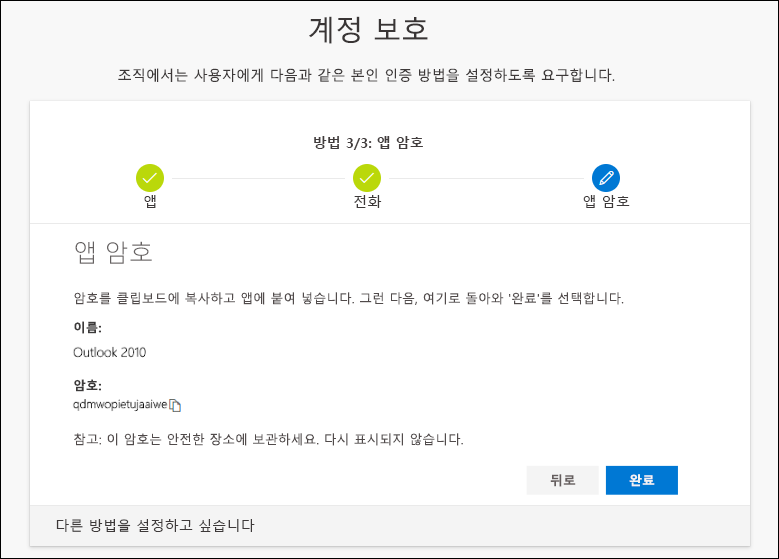 계정 보호
조직에서는 사용자에게 다음과 같은 본인 인증 방법을 설정하도록 요구합니다.
방법 3/3: 앱 암호
앱
전화
앱 암호
앱 암호
암호를 클립보드에 복사하고 앱에 붙여 넣습니다. 그런 다음, 여기로 돌아와 '완료'를 선택합니다.
이름:
Outlook 2010
암호:
qdmwopietujaaiwe
참고: 이 암호는 안전한 장소에 보관하세요. 다시 표시되지 않습니다.
뒤로
완료
다른 방법을 설정하고 싶습니다